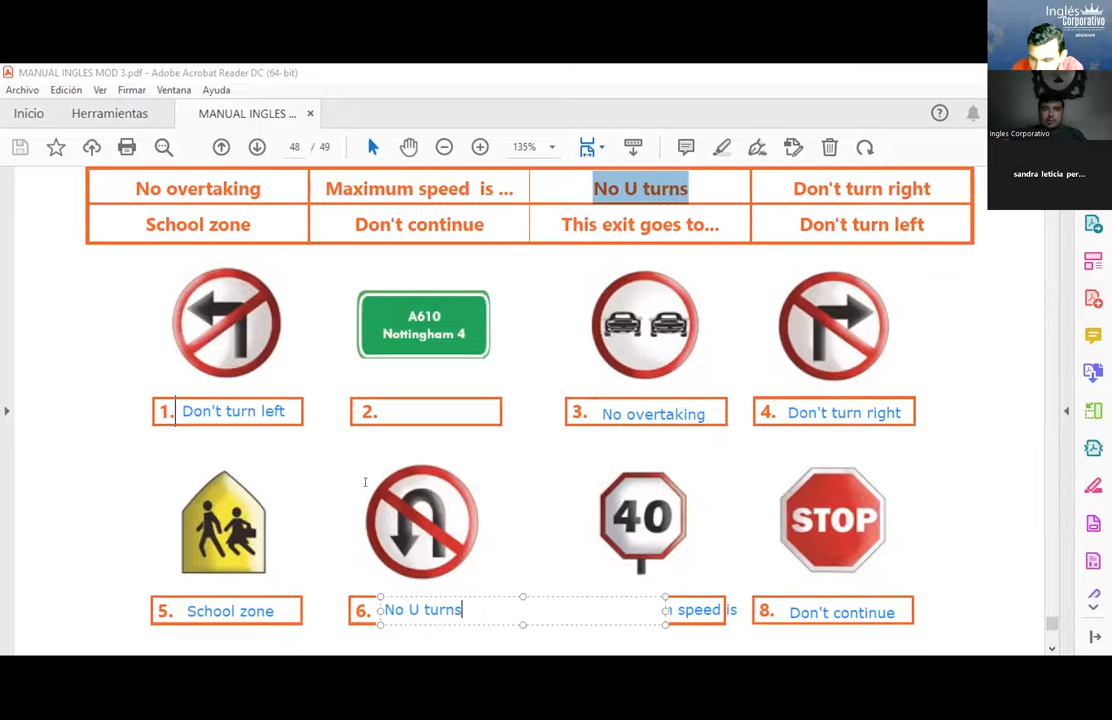 Inglés
Corporativo
BEGINNER
MANUAL INGLES MOD 3.pdf - Adobe Acrobat Reader DC (64-bit)
Archivo Edición Ver Firmar Ventana Ayuda
Inicio Herramientas MANUAL INGLES ... ×
48 / 49 135%
Ingles Corporativo
sandra leticia per...
No overtaking Maximum speed is ... No U turns Don't turn right
School zone Don't continue This exit goes to... Don't turn left
A610
Nottingham 4
1. Don't turn left 2. 3. No overtaking 4. Don't turn right
40 STOP
5. School zone 6. No U turns speed is 8. Don't continue